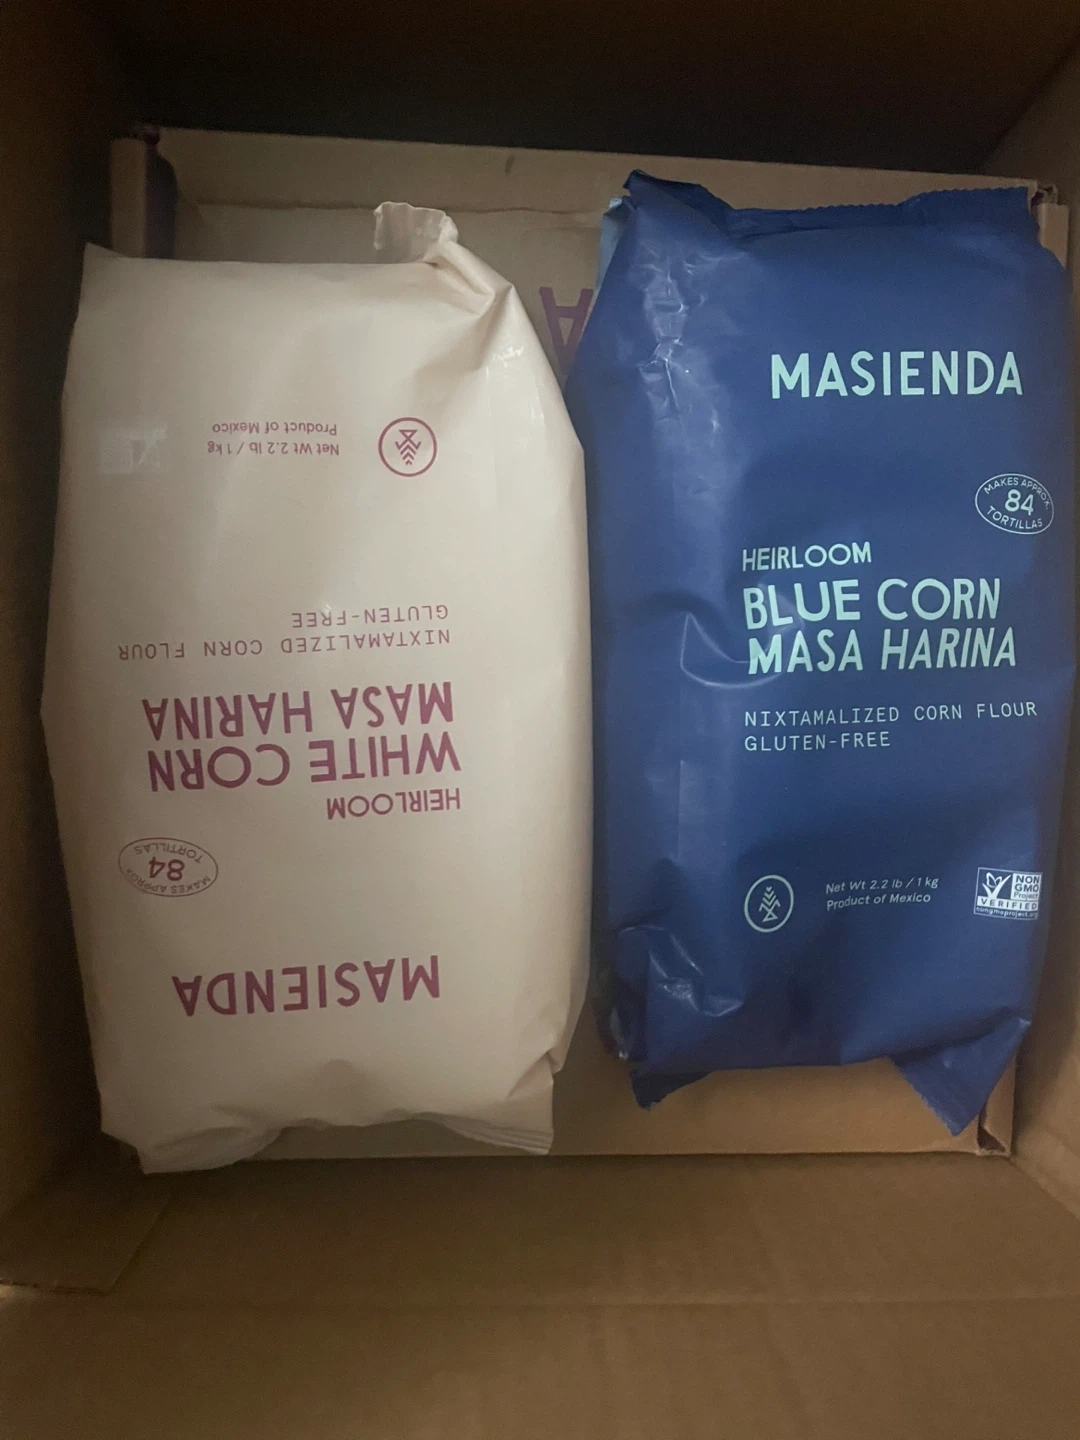 MASIENDA
MAKES APPROX.
84
TORTILLAS
HEIRLOOM
WHITE CORN
MASA HARINA
NIXTAMALIZED CORN FLOUR
GLUTEN-FREE
Net Wt 2.2 lb / 1 kg
Product of Mexico
MASIENDA
MAKES APPROX.
84
TORTILLAS
HEIRLOOM
BLUE CORN
MASA HARINA
NIXTAMALIZED CORN FLOUR
GLUTEN-FREE
Net Wt 2.2 lb / 1 kg
Product of Mexico
NON
GMO
Project
VERIFIED
nongmoproject.org